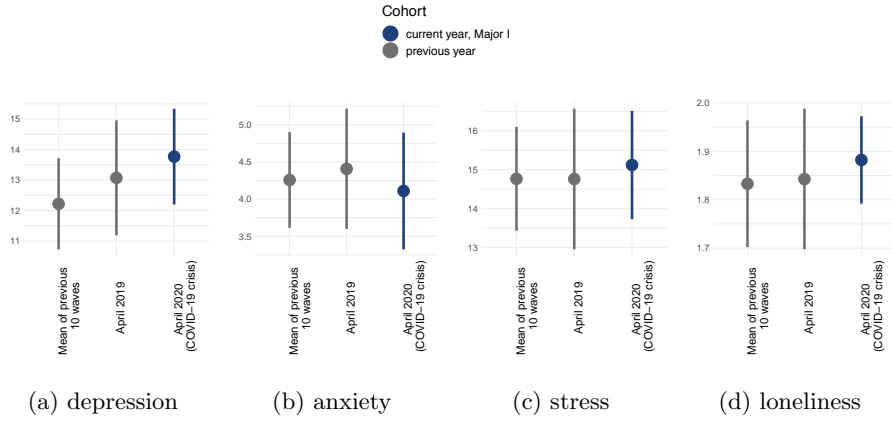 Cohort
current year, Major I
previous year
15
14
13
12
11
Mean of previous
10 waves
April 2019
April 2020
(COVID–19 crisis)
5.0
4.5
4.0
3.5
Mean of previous
10 waves
April 2019
April 2020
(COVID–19 crisis)
16
15
14
13
Mean of previous
10 waves
April 2019
April 2020
(COVID–19 crisis)
2.0
1.9
1.8
1.7
Mean of previous
10 waves
April 2019
April 2020
(COVID–19 crisis)
(a) depression
(b) anxiety
(c) stress
(d) loneliness